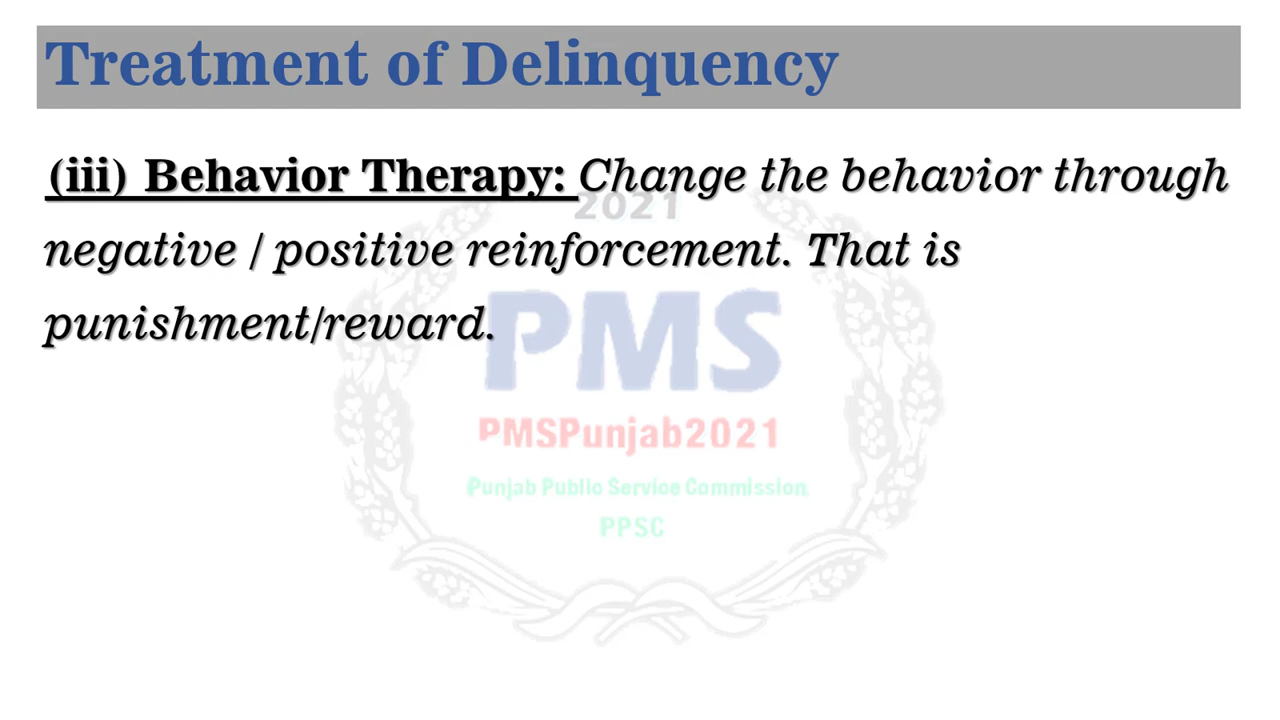 Treatment of Delinquency
(iii) Behavior Therapy: Change the behavior through
2021
negative / positive reinforcement. That is
punishment/reward.
PMS
PMSPunjab2021
Punjab Public Service Commission
PPSC